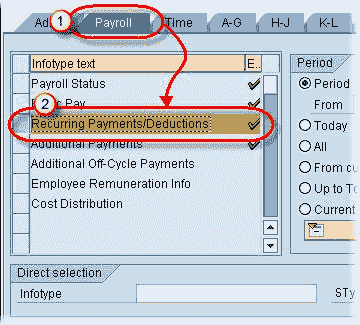 Ad 1 Payroll Time A-G H-J K-L
Infotype text E..
Payroll Status
2 Pay
Recurring Payments/Deductions
Additional Payments
Additional Off-Cycle Payments
Employee Remuneration Info
Cost Distribution
Period
Period
From
Today
All
From cu
Up to To
Current
Direct selection
Infotype STy